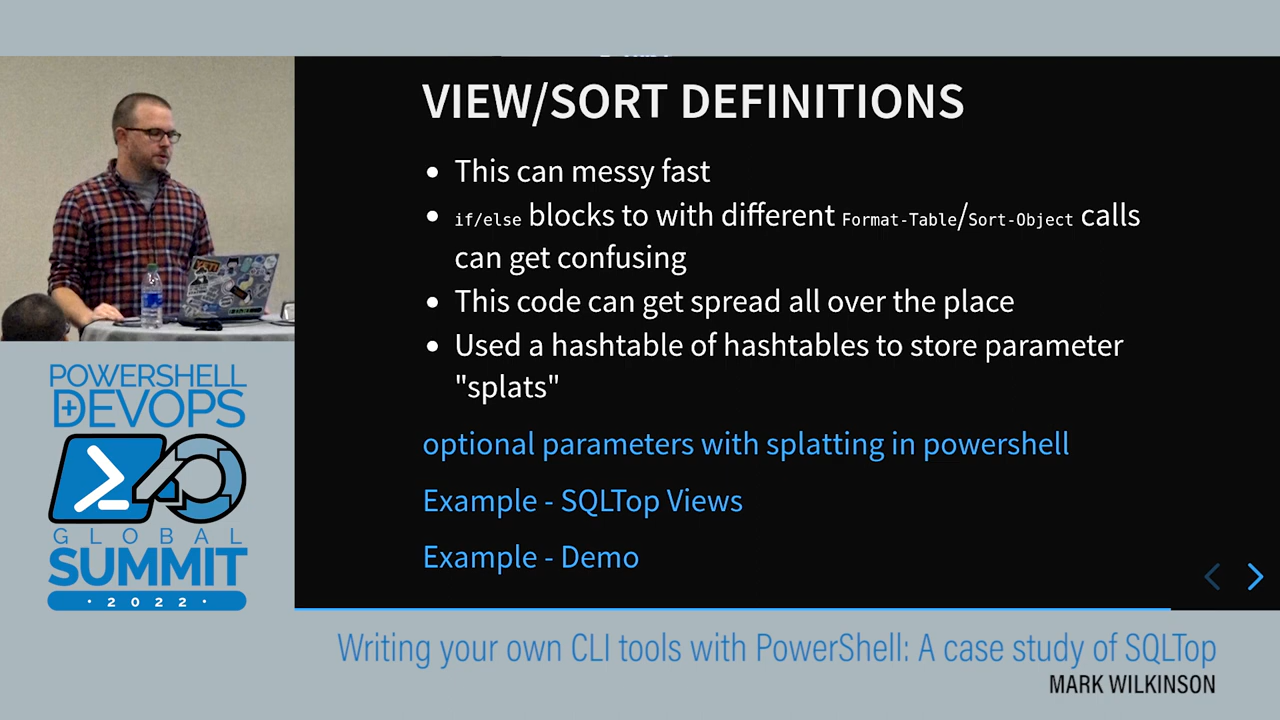 VIEW/SORT DEFINITIONS
• This can messy fast
• if/else blocks to with different Format-Table/Sort-Object calls
can get confusing
• This code can get spread all over the place
• Used a hashtable of hashtables to store parameter
"splats"
optional parameters with splatting in powershell
Example - SQLTop Views
Example - Demo
YETI
POWERSHELL
+
DEVOPS
GLOBAL
SUMMIT
· 2022 ·
Writing your own CLI tools with PowerShell: A case study of SQLTop
MARK WILKINSON